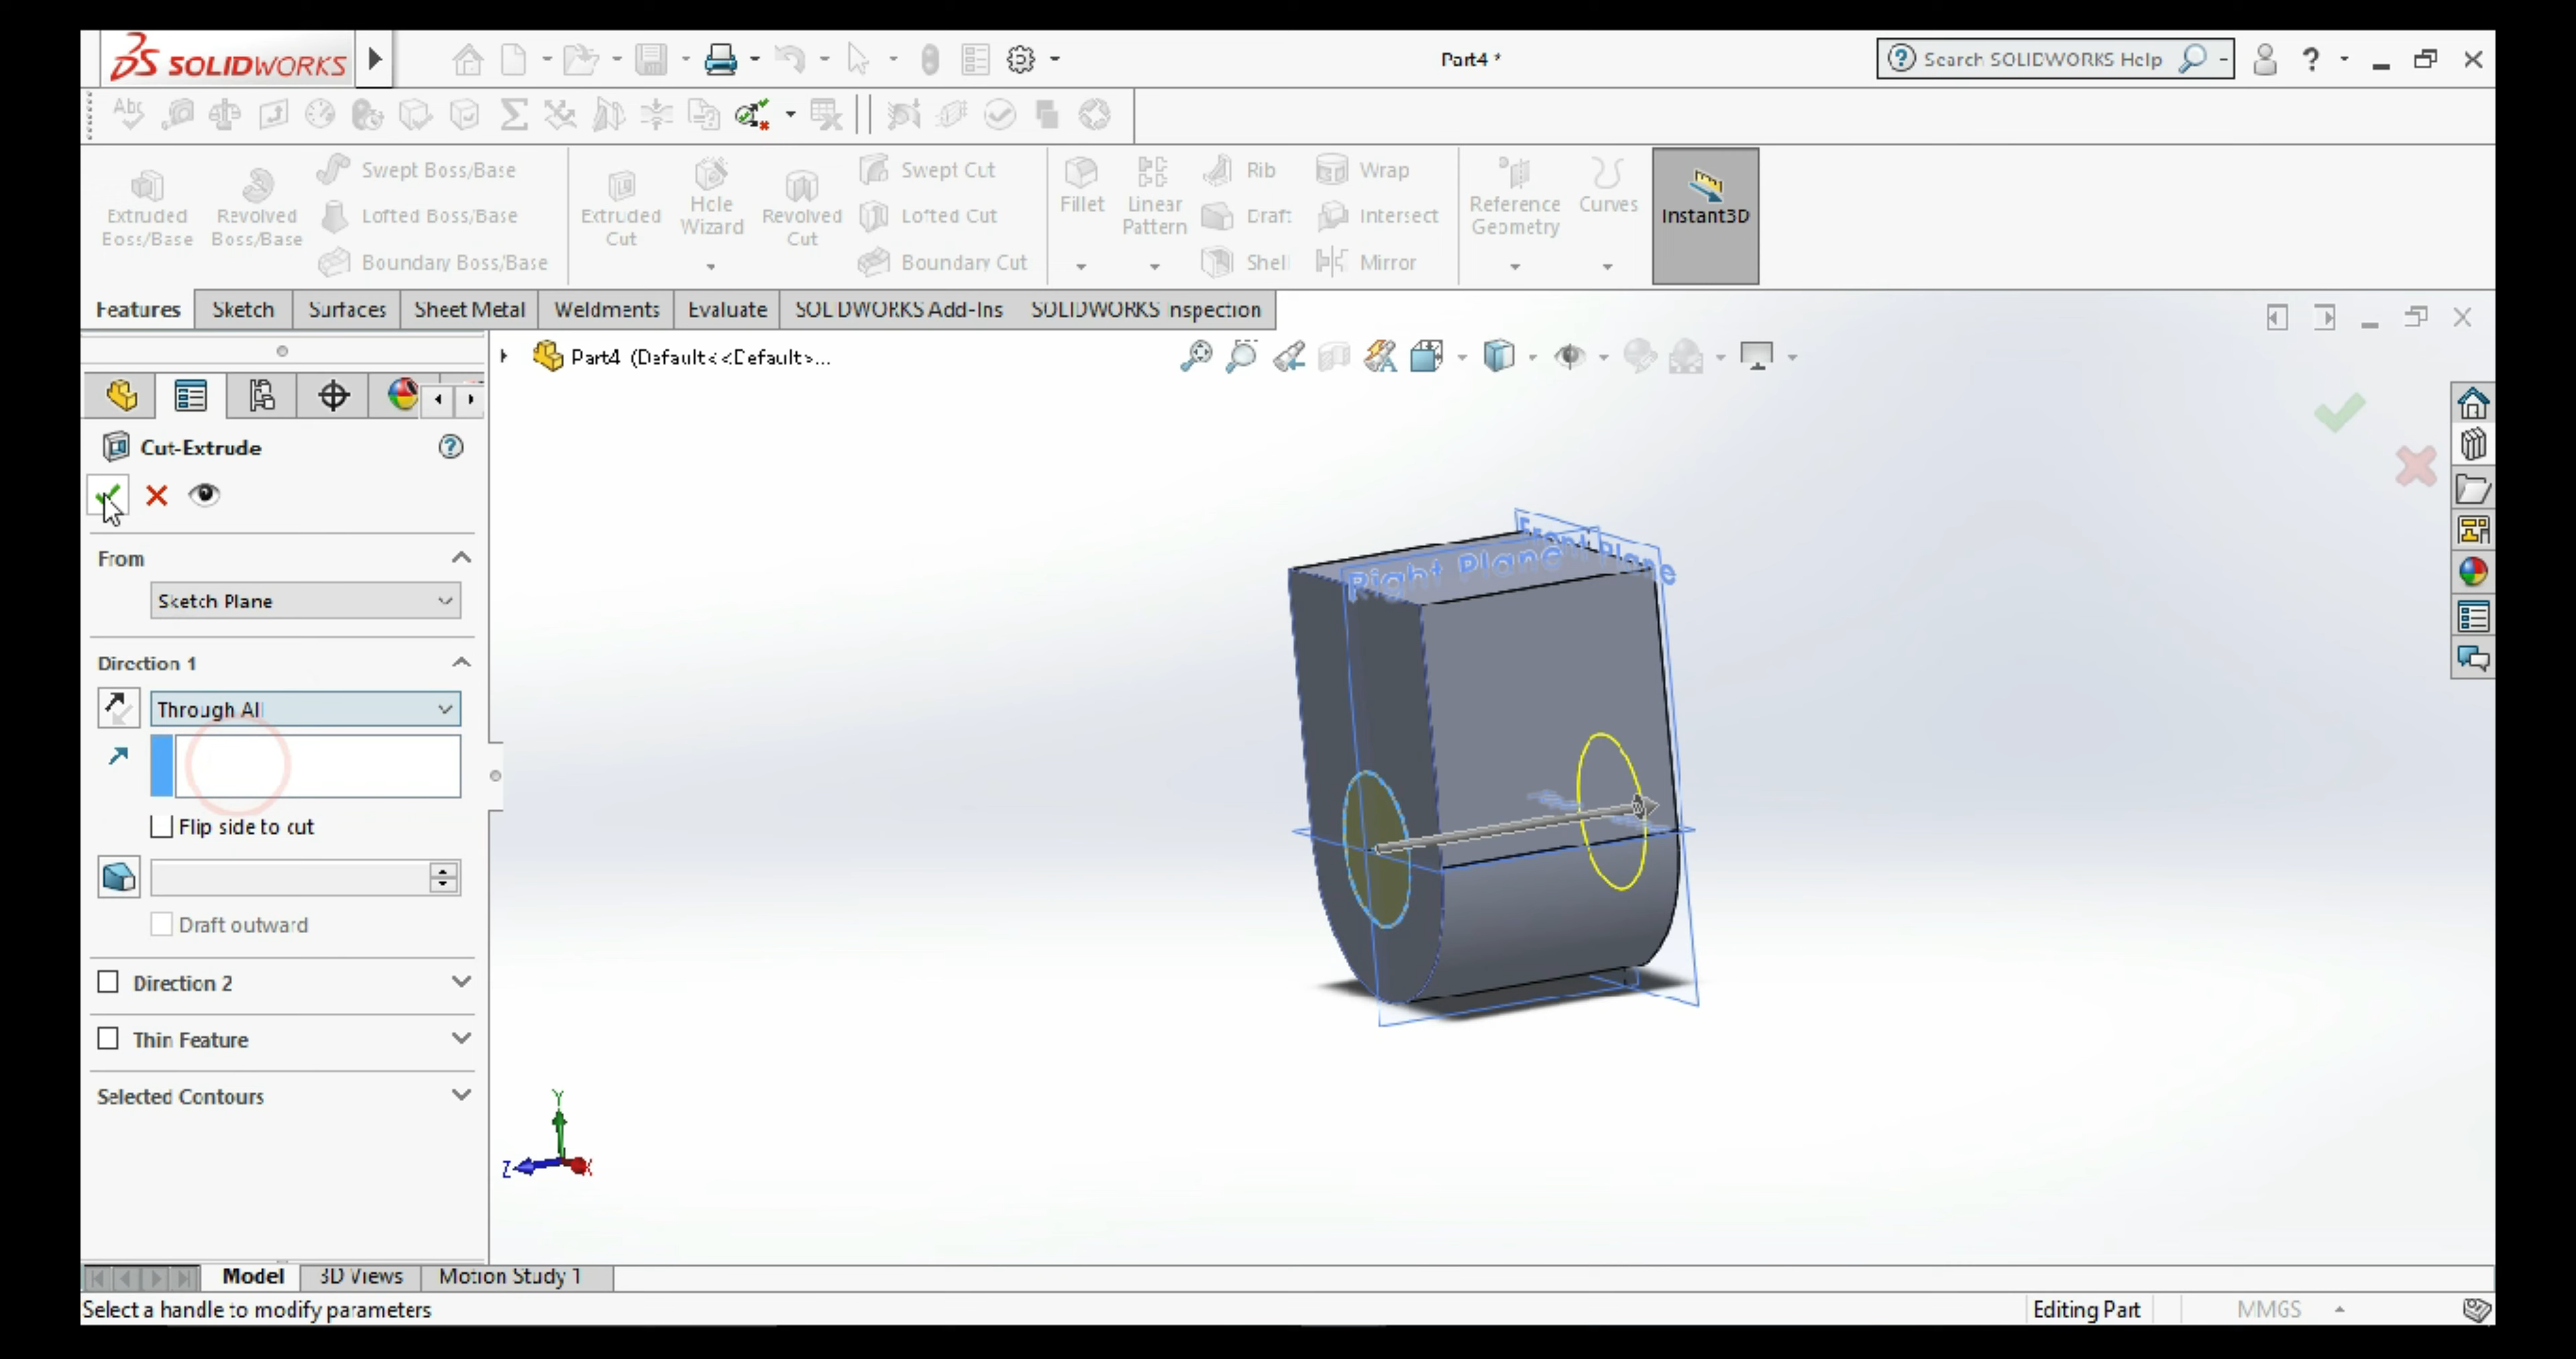 SOLIDWORKS
Part4 *
Search SOLIDWORKS Help
Abc
Extruded Boss/Base
Revolved Boss/Base
Swept Boss/Base
Lofted Boss/Base
Boundary Boss/Base
Extruded Cut
Hole Wizard
Revolved Cut
Swept Cut
Lofted Cut
Boundary Cut
Fillet
Linear Pattern
Rib
Draft
Shell
Wrap
Intersect
Mirror
Reference Geometry
Curves
Instant3D
Features
Sketch
Surfaces
Sheet Metal
Weldments
Evaluate
SOLIDWORKS Add-Ins
SOLIDWORKS Inspection
Part4 (Default<<Default>...
Cut-Extrude
From
Sketch Plane
Direction 1
Through All
Flip side to cut
Draft outward
Direction 2
Thin Feature
Selected Contours
Front Plane
Right Plane
Y
Z
X
Model
3D Views
Motion Study 1
Select a handle to modify parameters
Editing Part
MMGS